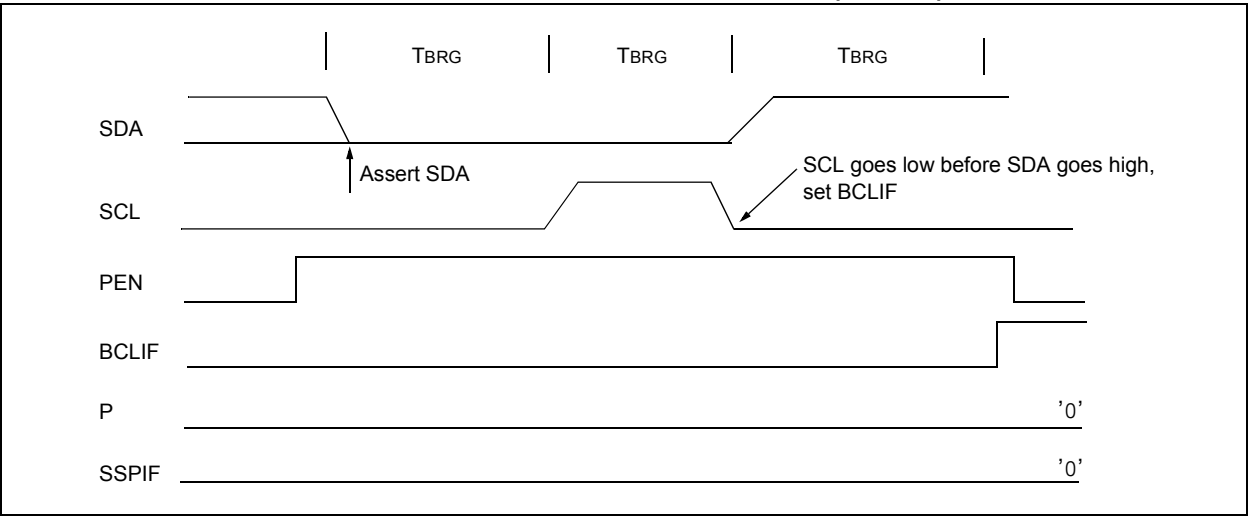 TBRG TBRG TBRG
SDA
Assert SDA
SCL goes low before SDA goes high,
set BCLIF
SCL
PEN
BCLIF
P
'0'
SSPIF
'0'